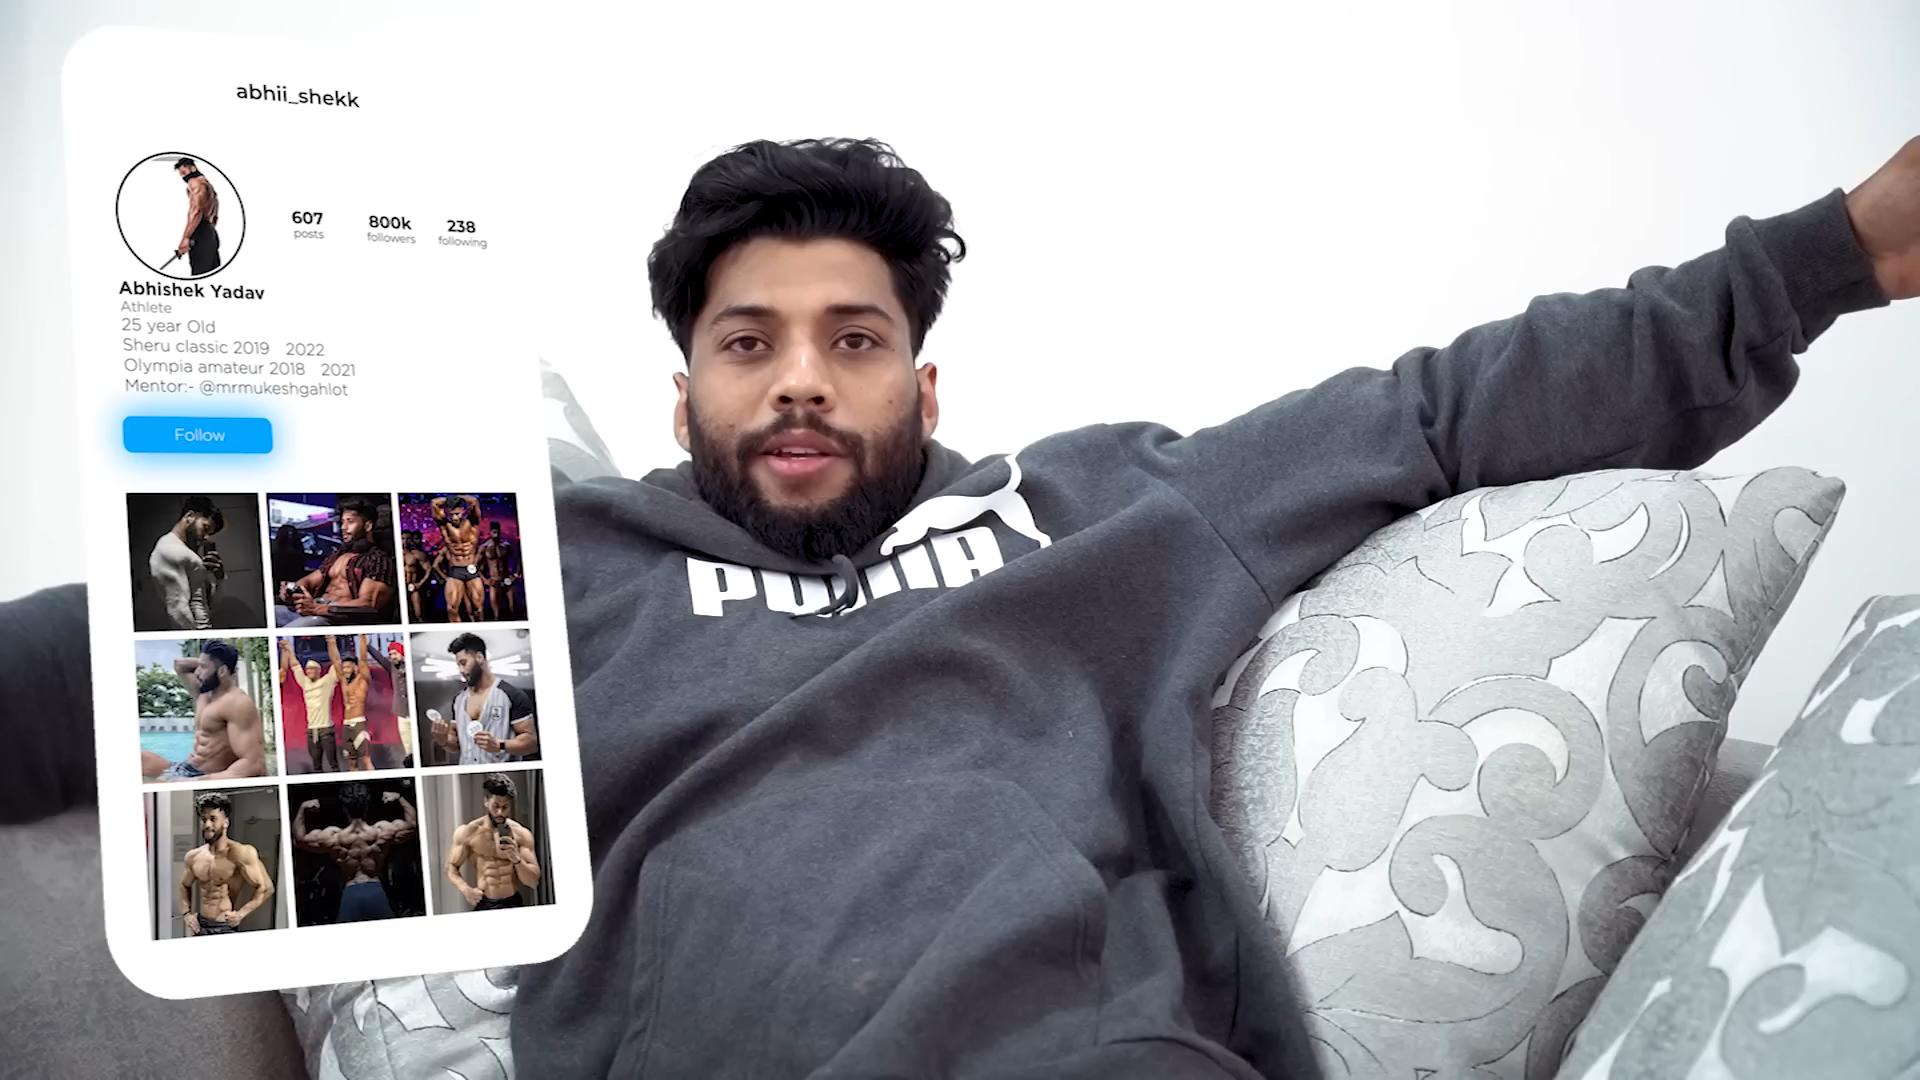 abhii_shekk
607 800k 238
posts followers following
Abhishek Yadav
Athlete
25 year Old
Sheru classic 2019 2022
Olympia amateur 2018 2021
Mentor:- @mrmukeshgahlot
Follow
PUMA